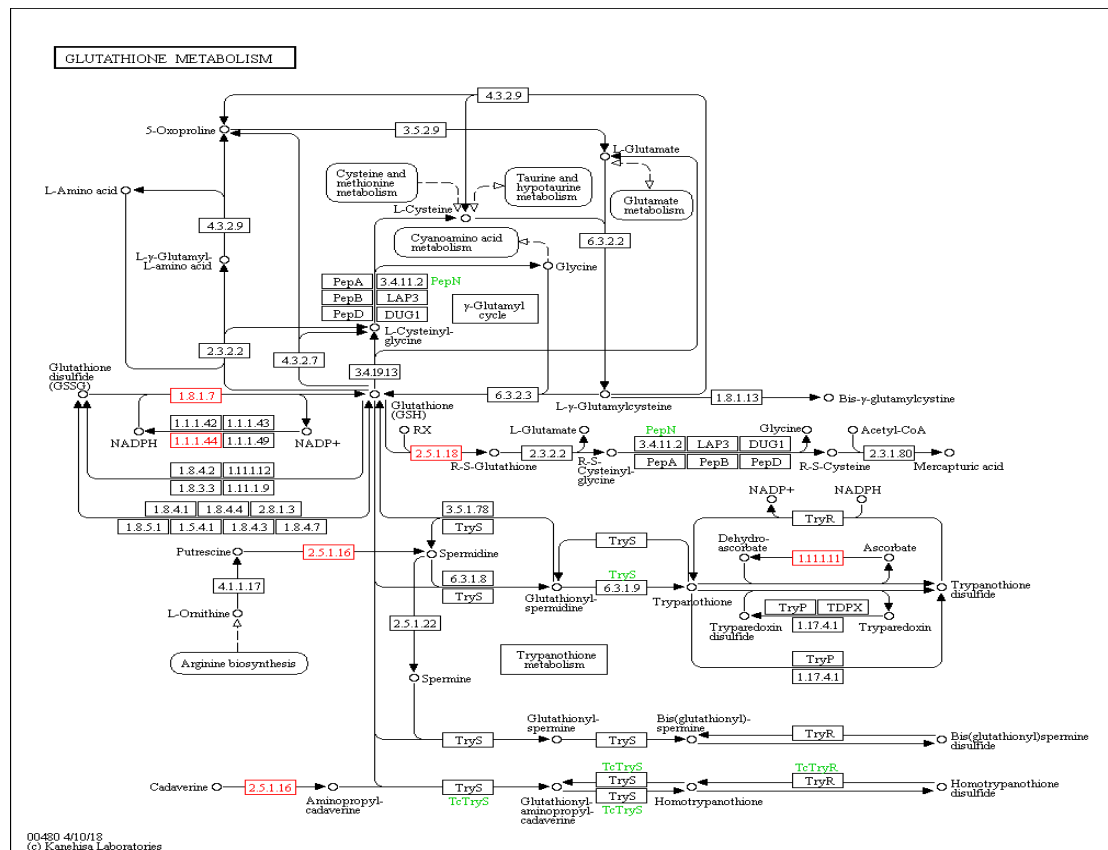 GLUTATHIONE METABOLISM
4.3.2.9
5-Oxoproline
3.5.2.9
L-Glutamate
L-Amino acid
Cysteine and
methionine
metabolism
Taurine and
hypotaurine
metabolism
Glutamate
metabolism
L-Cysteine
4.3.2.9
Cyanoamino acid
metabolism
6.3.2.2
L-γ-Glutamyl-
L-amino acid
Glycine
PepA
3.4.11.2
PepN
PepB
LAP3
PepD
DUG1
γ-Glutamyl
cycle
L-Cysteinyl-
glycine
2.3.2.2
4.3.2.7
3.4.19.13
Glutathione
disulfide
(GSSG)
1.8.1.7
6.3.2.3
Glutathione
(GSH)
L-γ-Glutamylcysteine
1.8.1.13
Bis-γ-glutamylcystine
1.1.1.42
1.1.1.43
NADPH
1.1.1.44
1.1.1.49
NADP+
RX
2.5.1.18
R-S-Glutathione
L-Glutamate
2.3.2.2
R-S-
Cysteinyl-
glycine
PepN
3.4.11.2
LAP3
DUG1
PepA
PepB
PepD
Glycine
R-S-Cysteine
Acetyl-CoA
2.3.1.80
Mercapturic acid
1.8.4.2
1.11.1.12
1.8.3.3
1.11.1.9
1.8.4.1
1.8.4.4
2.8.1.3
1.8.5.1
1.5.4.1
1.8.4.3
1.8.4.7
3.5.1.78
TryS
NADP+
NADPH
TryR
Putrescine
2.5.1.16
Spermidine
TryS
Dehydro-
ascorbate
1.11.1.11
Ascorbate
4.1.1.17
6.3.1.8
TryS
Glutathionyl-
spermidine
TryS
6.3.1.9
Trypanothione
Trypanothione
disulfide
L-Ornithine
2.5.1.22
TryP
TDPX
1.17.4.1
Tryparedoxin
disulfide
Tryparedoxin
Arginine biosynthesis
Trypanothione
metabolism
TryP
1.17.4.1
Spermine
TryS
Glutathionyl-
spermine
TryS
Bis(glutathionyl)-
spermine
TryR
Bis(glutathionyl)spermine
disulfide
Cadaverine
2.5.1.16
Aminopropyl-
cadaverine
TryS
TcTryS
Glutathionyl-
aminopropyl-
cadaverine
TcTryS
TryS
TryS
TcTryS
Homotrypanothione
TcTryR
TryR
Homotrypanothione
disulfide
00480 4/10/18
(c) Kanehisa Laboratories